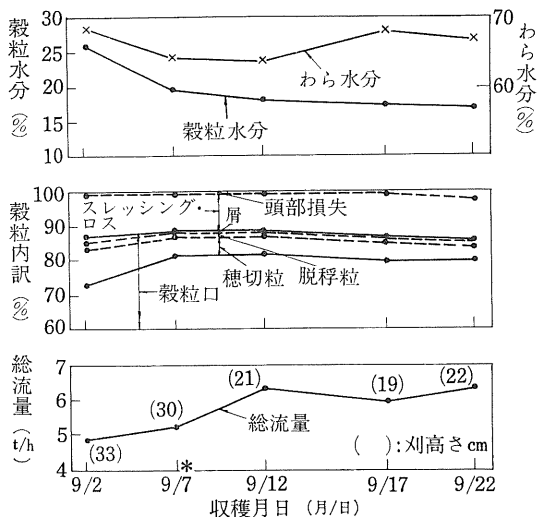 穀粒水分(%)
30
25
20
15
10
70
60
わら水分(%)
わら水分
穀粒水分
穀粒内訳(%)
100
90
80
70
60
スレッシング・ロス
頭部損失
屑
穂切粒
脱稃粒
穀粒口
総流量 t/h
7
6
5
4
(33)
(30)
(21)
(19)
(22)
総流量
( ):刈高さcm
*
9/2 9/7 9/12 9/17 9/22
収穫月日 (月/日)